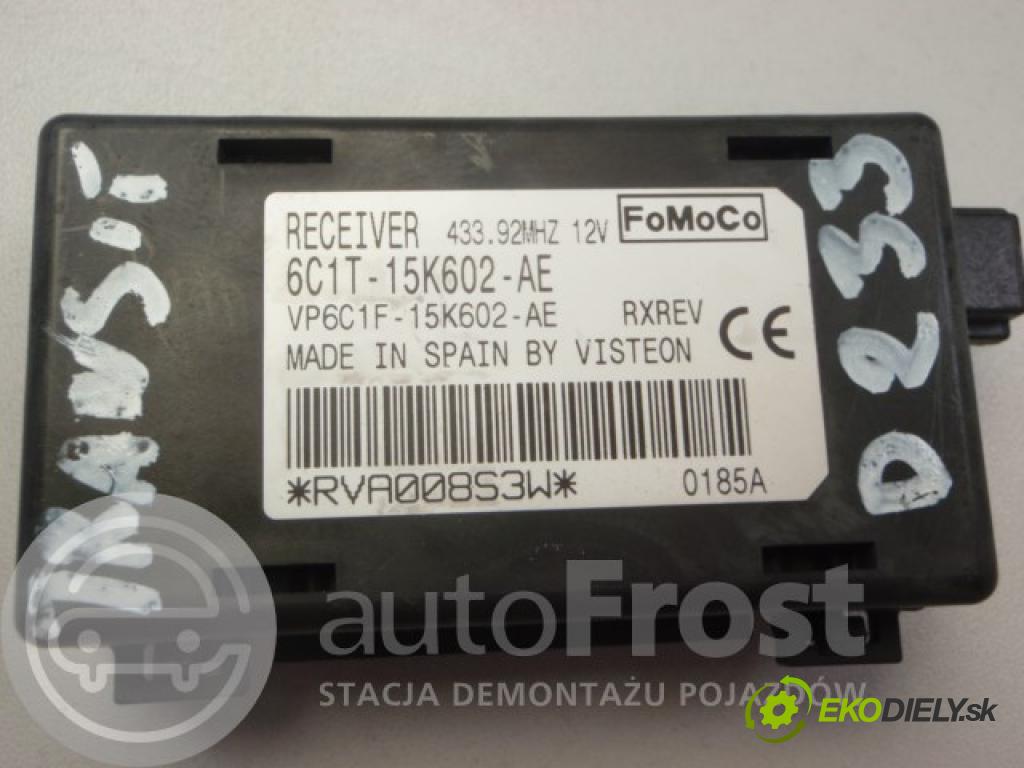 RECEIVER 433.92MHZ 12V FoMoCo
6C1T-15K602-AE
VP6C1F-15K602-AE RXREV CE
MADE IN SPAIN BY VISTEON
*RVA008S3W*
0185A
D 233
autoFrost
STACJA DEMONTAŻU POJAZDÓW
EKODIELY.sk